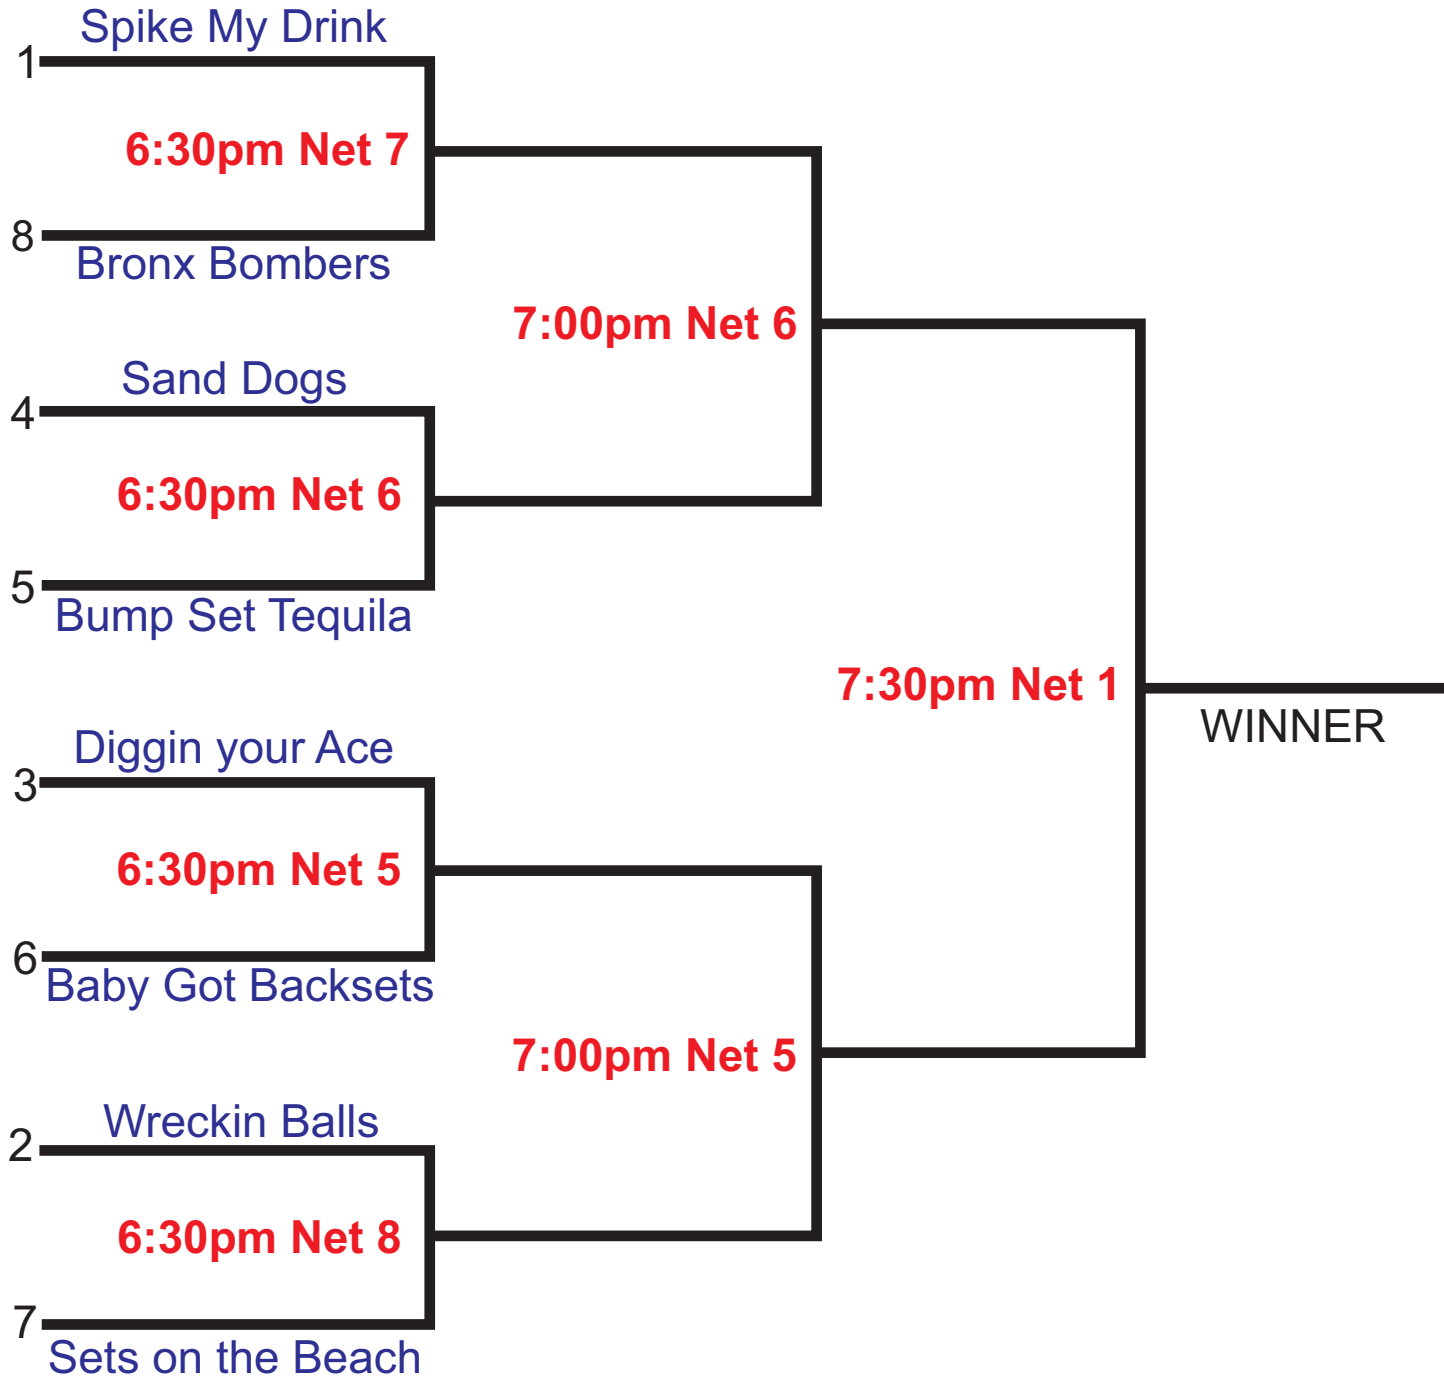 Spike My Drink
1
6:30pm Net 7
8
Bronx Bombers
7:00pm Net 6
Sand Dogs
4
6:30pm Net 6
5
Bump Set Tequila
7:30pm Net 1
WINNER
Diggin your Ace
3
6:30pm Net 5
6
Baby Got Backsets
7:00pm Net 5
Wreckin Balls
2
6:30pm Net 8
7
Sets on the Beach